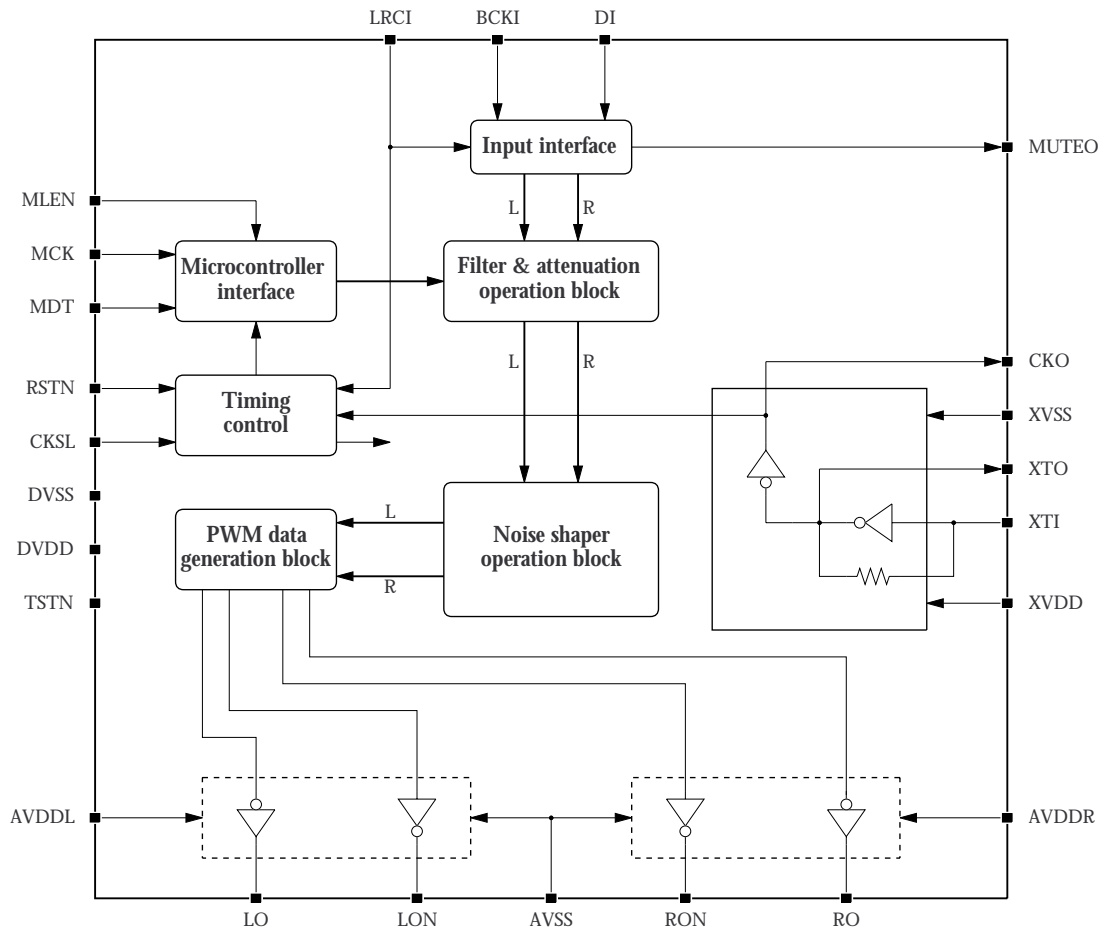 LRCI
BCKI
DI
Input interface
MUTEO
MLEN
L
R
MCK
Microcontroller
interface
Filter & attenuation
operation block
MDT
L
R
CKO
RSTN
Timing
control
XVSS
CKSL
XTO
DVSS
L
PWM data
generation block
Noise shaper
operation block
XTI
DVDD
R
TSTN
XVDD
AVDDL
AVDDR
LO
LON
AVSS
RON
RO